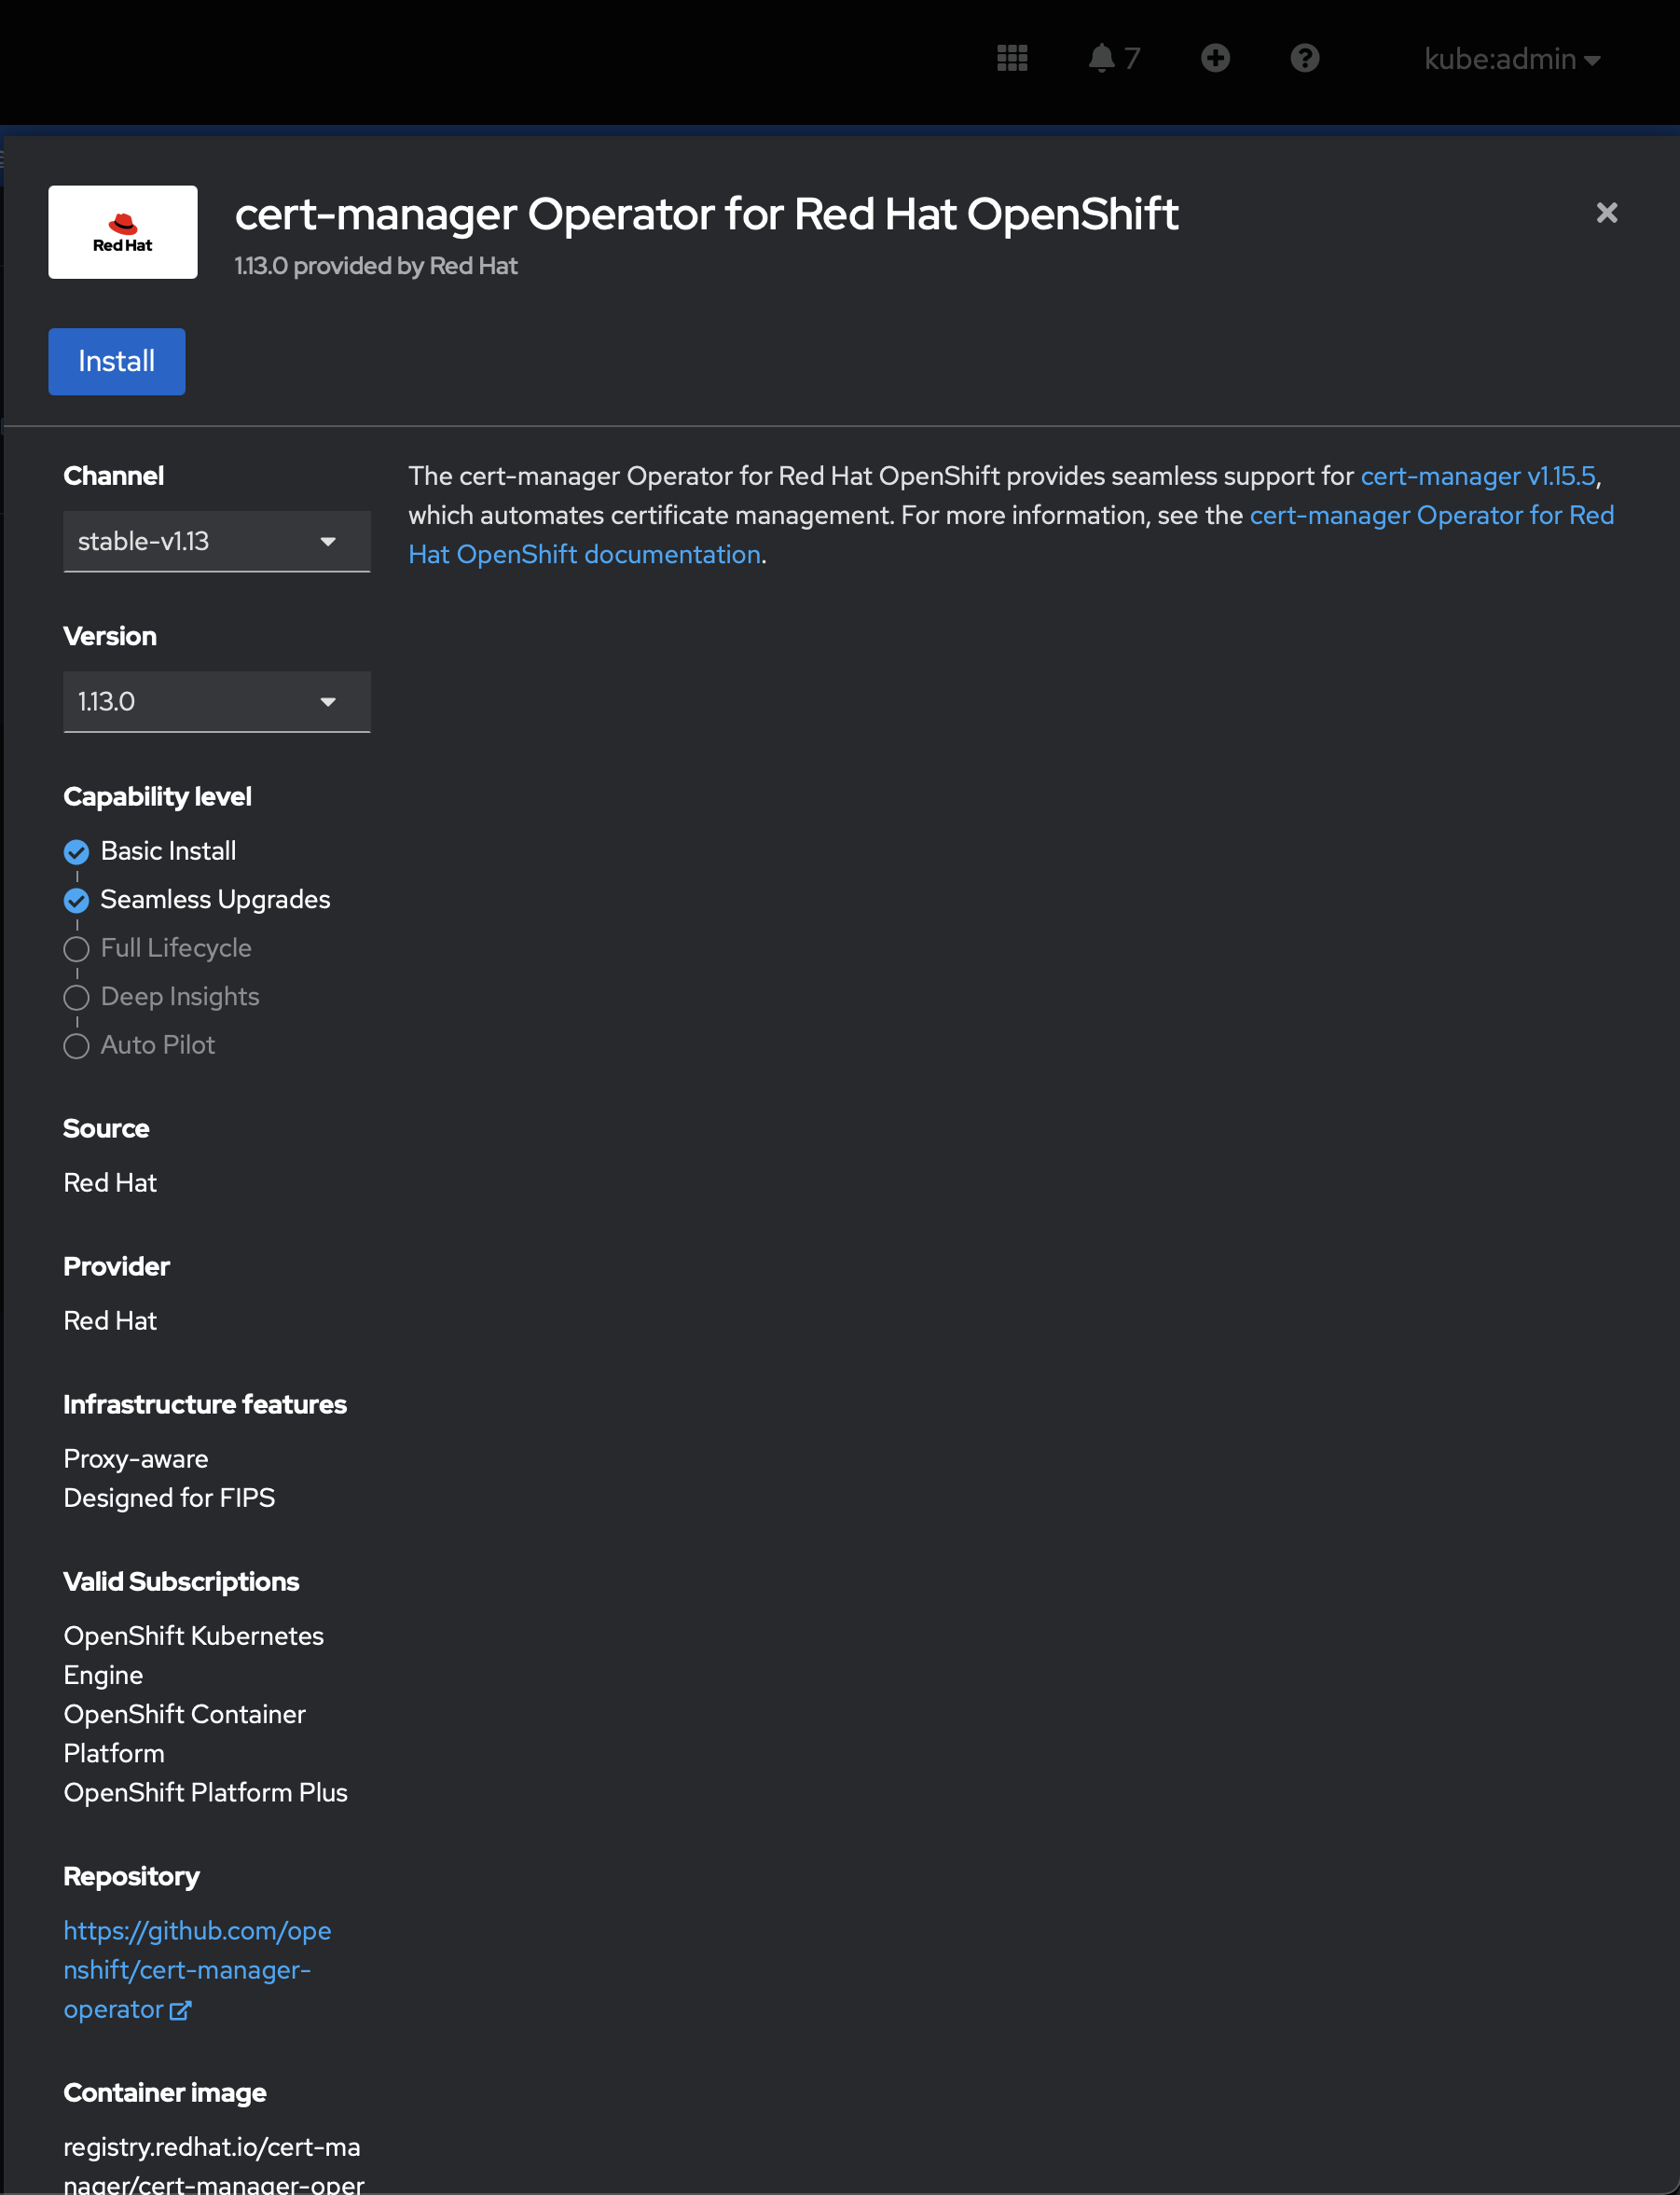 7
kube:admin
Red Hat
cert-manager Operator for Red Hat OpenShift
1.13.0 provided by Red Hat
Install
Channel
stable-v1.13
Version
1.13.0
Capability level
Basic Install
Seamless Upgrades
Full Lifecycle
Deep Insights
Auto Pilot
Source
Red Hat
Provider
Red Hat
Infrastructure features
Proxy-aware
Designed for FIPS
Valid Subscriptions
OpenShift Kubernetes
Engine
OpenShift Container
Platform
OpenShift Platform Plus
Repository
https://github.com/ope
nshift/cert-manager-
operator
Container image
registry.redhat.io/cert-ma
nager/cert-manager-oper
The cert-manager Operator for Red Hat OpenShift provides seamless support for cert-manager v1.15.5,
which automates certificate management. For more information, see the cert-manager Operator for Red
Hat OpenShift documentation.